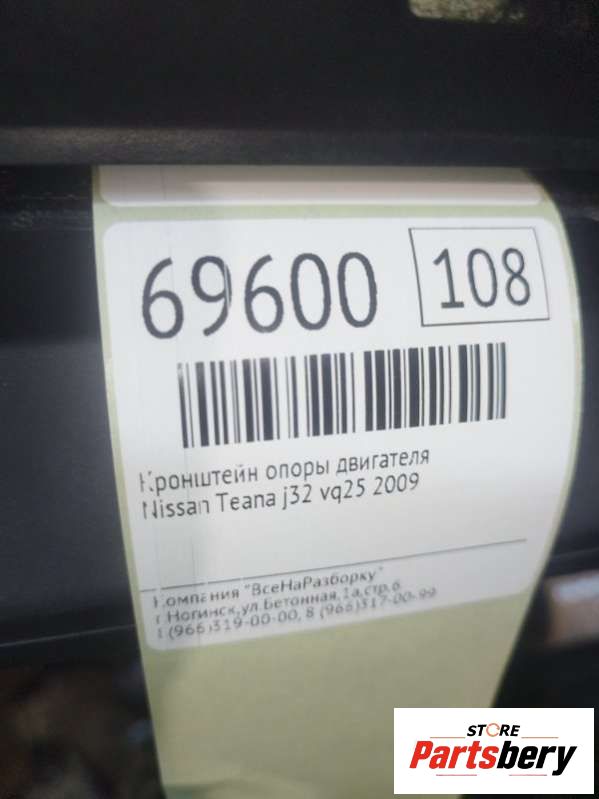 69600 108
Кронштейн опоры двигателя
Nissan Teana j32 vq25 2009
Компания "ВсеНаРазборку"
г.Ногинск,ул.Бетонная,1а,стр.6
8 (966)319-00-00, 8 (966)317-00-99
STORE
Partsbery